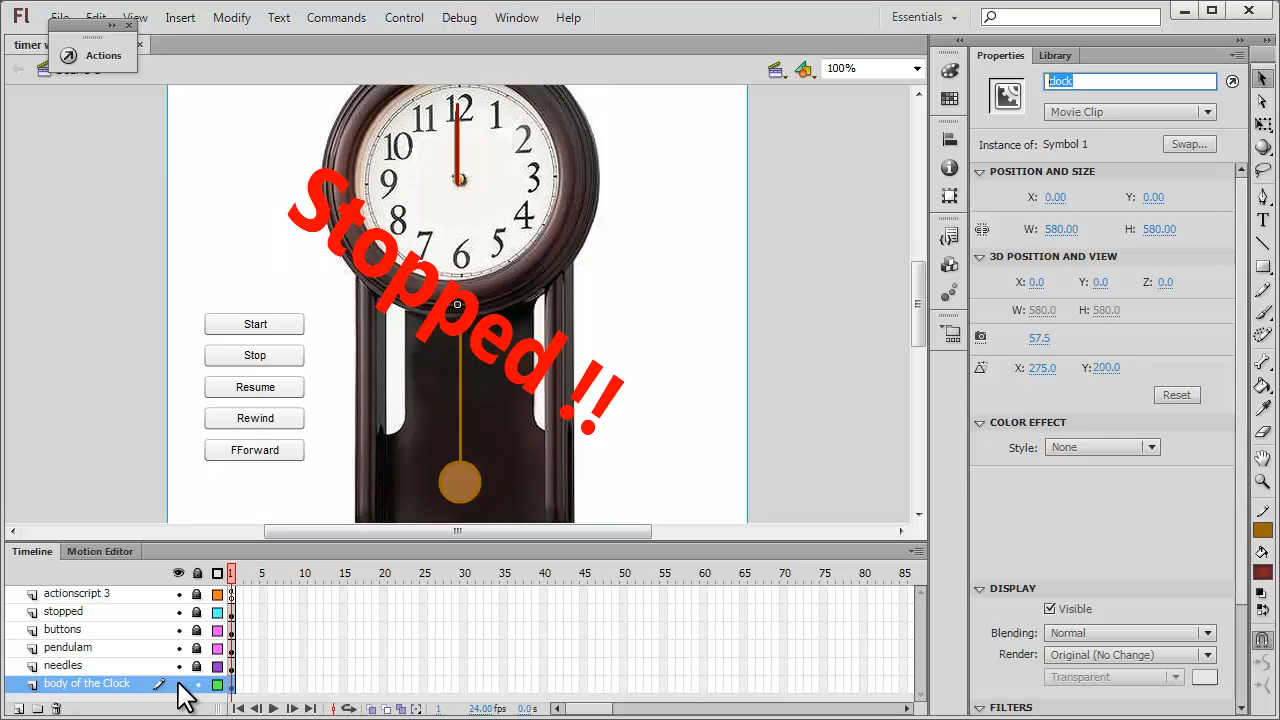 Fl File Edit View Insert Modify Text Commands Control Debug Window Help Essentials
timer
Actions
100%
12
11 1
10 2
9 3
8 4
7 5
6
Stopped !!
Start
Stop
Resume
Rewind
FForward
Properties Library
clock
Movie Clip
Instance of: Symbol 1 Swap...
POSITION AND SIZE
X: 0.00 Y: 0.00
W: 580.00 H: 580.00
3D POSITION AND VIEW
X: 0.0 Y: 0.0 Z: 0.0
W: 580.0 H: 580.0
57.5
X: 275.0 Y: 200.0
Reset
COLOR EFFECT
Style: None
DISPLAY
Visible
Blending: Normal
Render: Original (No Change)
Transparent
FILTERS
Timeline Motion Editor
1 5 10 15 20 25 30 35 40 45 50 55 60 65 70 75 80 85
actionscript 3
stopped
buttons
pendulam
needles
body of the Clock
1 24.00 fps 0.0 s